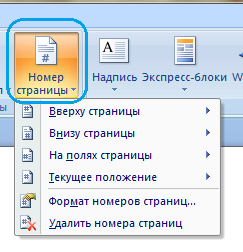 Номер страницы
Надпись
Экспресс-блоки
W
Вверху страницы
Внизу страницы
На полях страницы
Текущее положение
Формат номеров страниц...
Удалить номера страниц